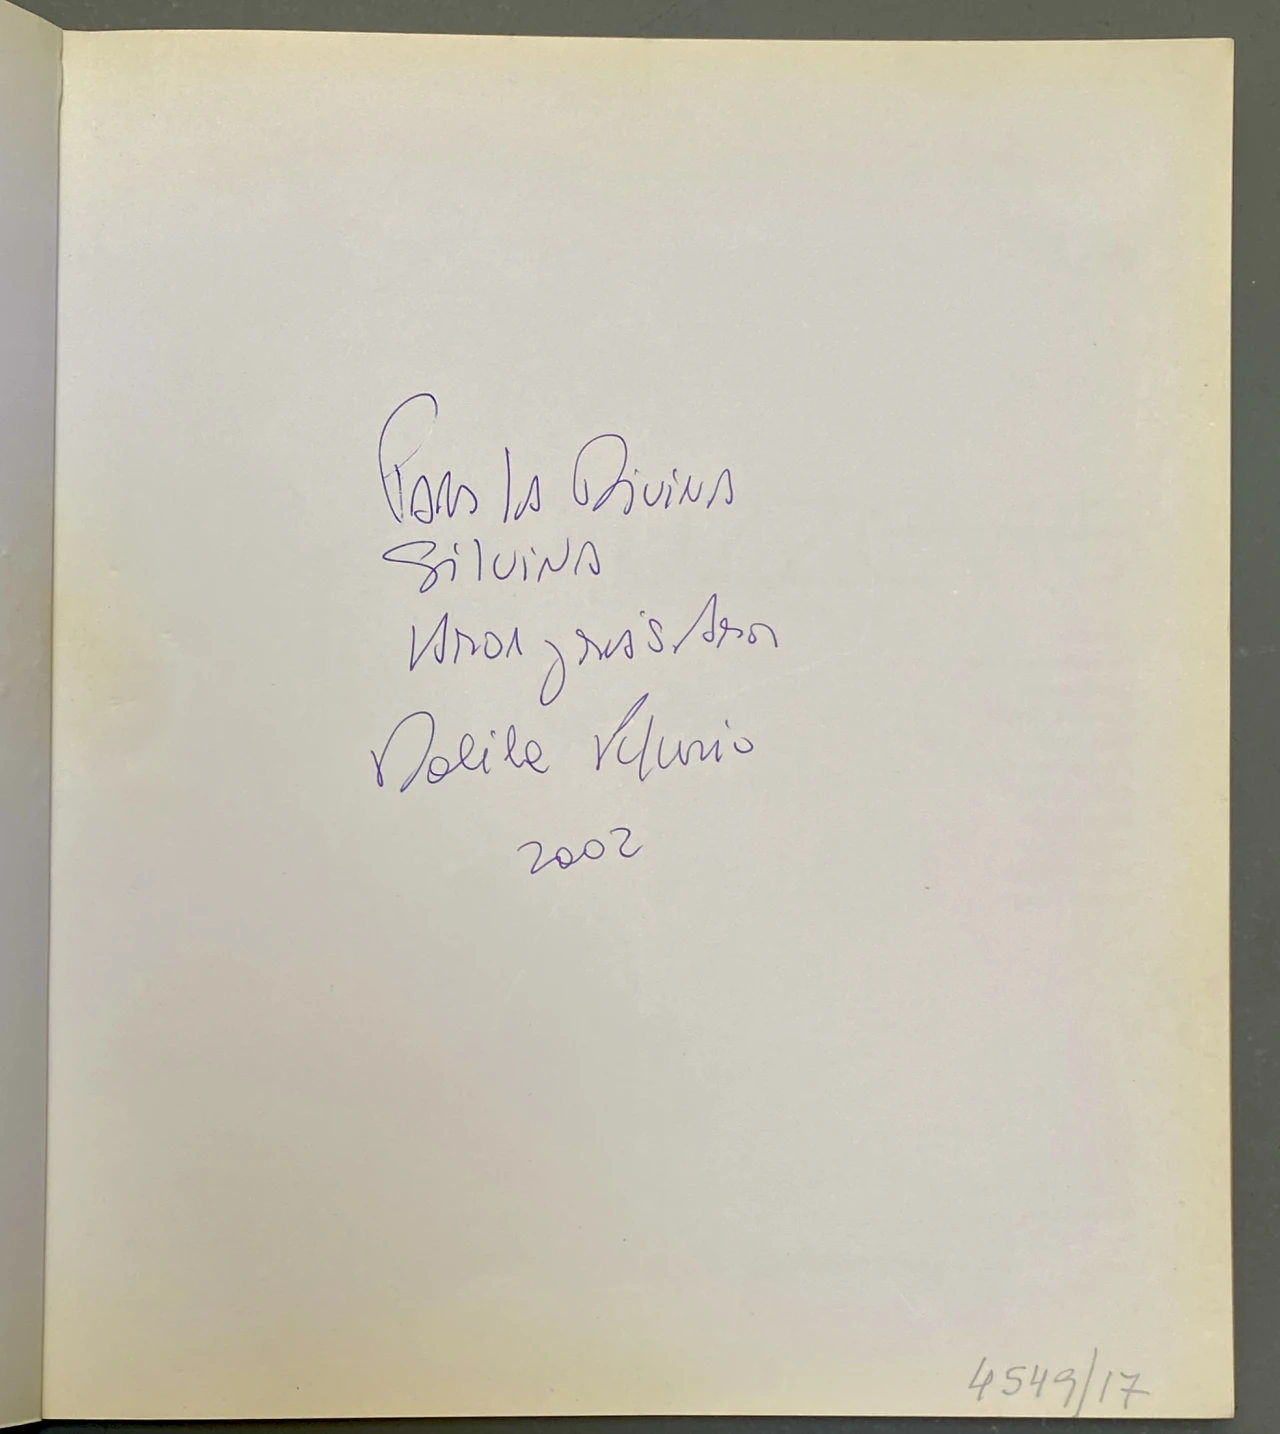 Para la Divina
Silvina
Amor y más Amor
Dalila
2002
4549/17